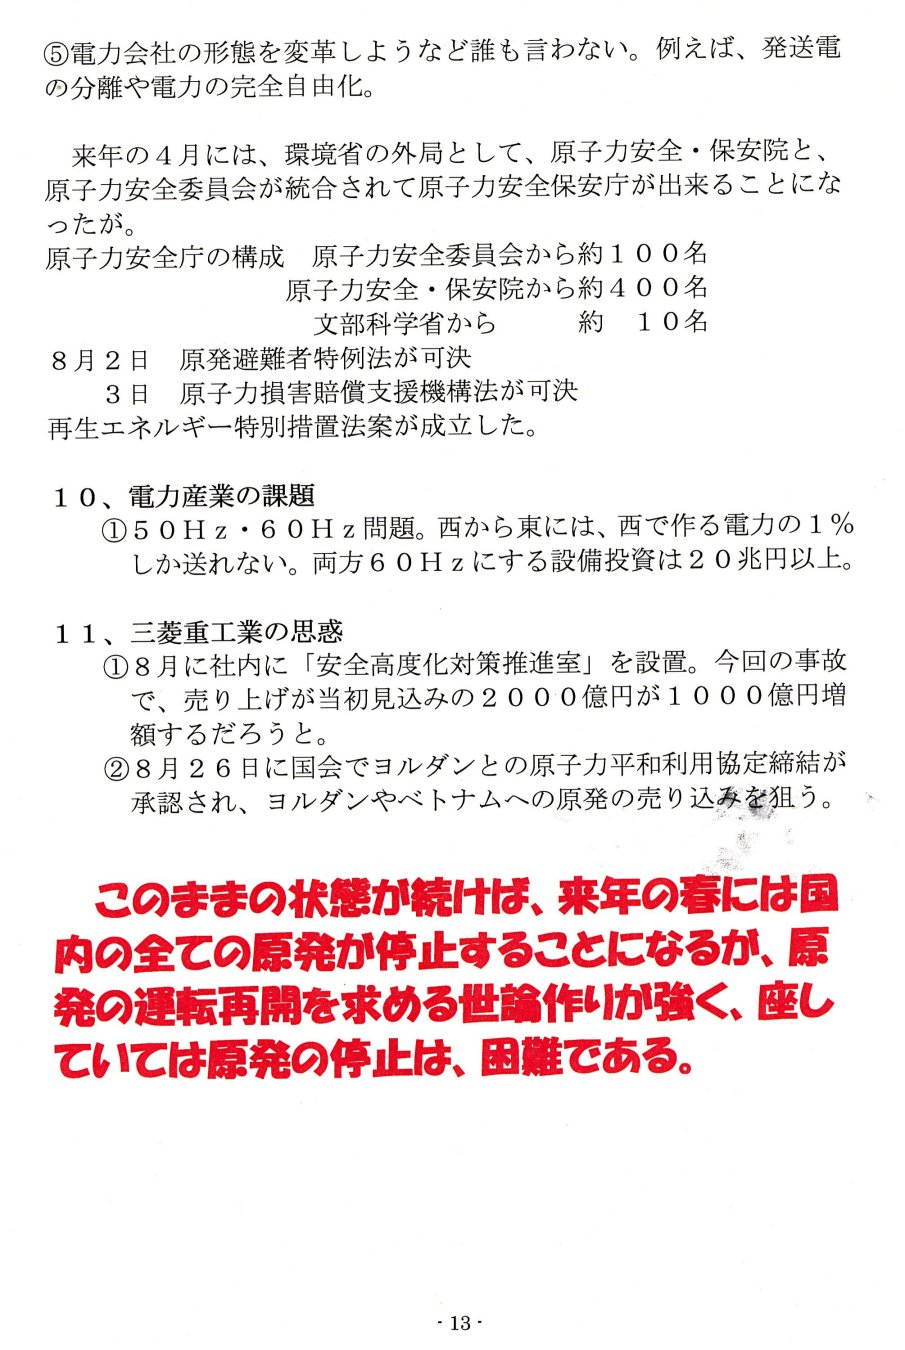 ⑤電力会社の形態を変革しようなど誰も言わない。例えば、発送電
の分離や電力の完全自由化。
来年の４月には、環境省の外局として、原子力安全・保安院と、
原子力安全委員会が統合されて原子力安全保安庁が出来ることにな
ったが。
原子力安全庁の構成　原子力安全委員会から約１００名
原子力安全・保安院から約４００名
文部科学省から　　　約　１０名
８月２日　原発避難者特例法が可決
３日　原子力損害賠償支援機構法が可決
再生エネルギー特別措置法案が成立した。
１０、電力産業の課題
①５０Ｈｚ・６０Ｈｚ問題。西から東には、西で作る電力の１％
しか送れない。両方６０Ｈｚにする設備投資は２０兆円以上。
１１、三菱重工業の思惑
①８月に社内に「安全高度化対策推進室」を設置。今回の事故
で、売り上げが当初見込みの２０００億円が１０００億円増
額するだろうと。
②８月２６日に国会でヨルダンとの原子力平和利用協定締結が
承認され、ヨルダンやベトナムへの原発の売り込みを狙う。
このままの状態が続けば、来年の春には国
内の全ての原発が停止することになるが、原
発の運転再開を求める世論作りが強く、座し
ていては原発の停止は、困難である。
- 13 -